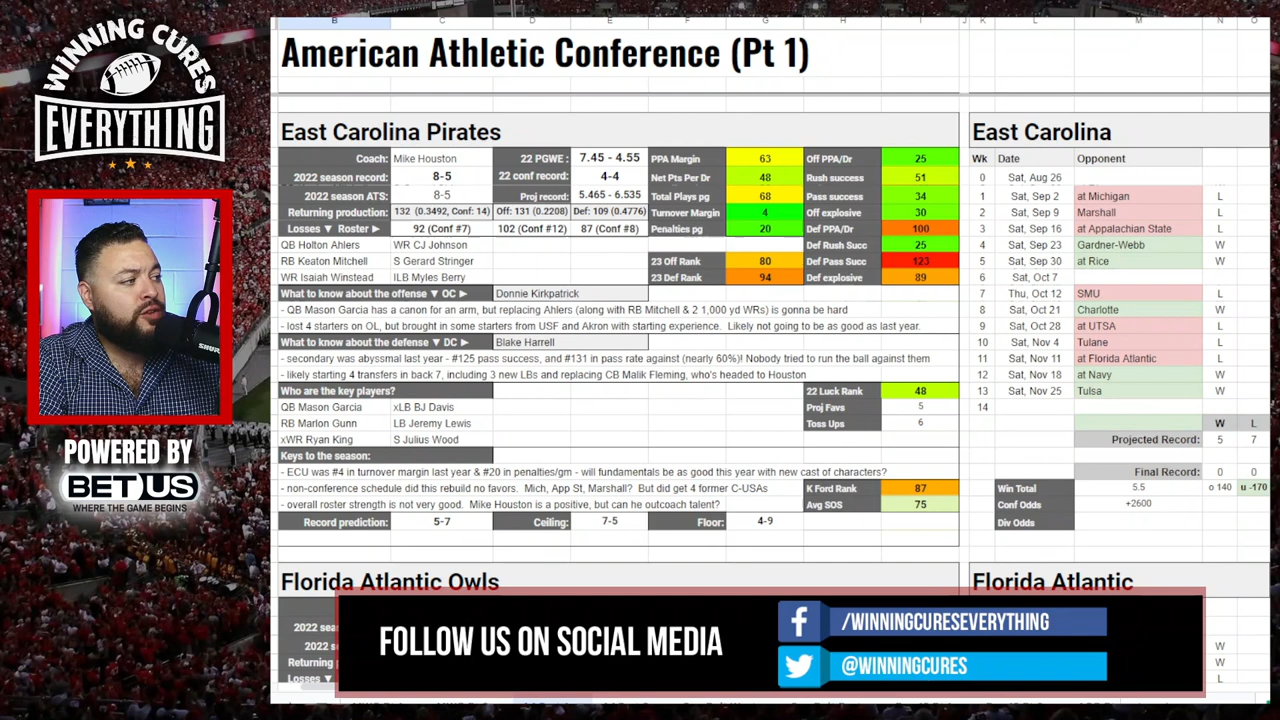 WINNING CURES
EVERYTHING
POWERED BY
BETUS
WHERE THE GAME BEGINS
SHURE
B C D E F G H I J K L M N O
American Athletic Conference (Pt 1)
East Carolina Pirates
Coach: Mike Houston 22 PGWE : 7.45 - 4.55 PPA Margin 63 Off PPA/Dr 25
2022 season record: 8-5 22 conf record: 4-4 Net Pts Per Dr 48 Rush success 51
2022 season ATS: 8-5 Proj record: 5.465 - 6.535 Total Plays pg 68 Pass success 34
Returning production: 132 (0.3492, Conf: 14) Off: 131 (0.2208) Def: 109 (0.4776) Turnover Margin 4 Off explosive 30
Losses ▼ Roster ► 92 (Conf #7) 102 (Conf #12) 87 (Conf #8) Penalties pg 20 Def PPA/Dr 100
QB Holton Ahlers WR CJ Johnson Def Rush Succ 25
RB Keaton Mitchell S Gerard Stringer 23 Off Rank 80 Def Pass Succ 123
WR Isaiah Winstead ILB Myles Berry 23 Def Rank 94 Def explosive 89
What to know about the offense ▼ OC ► Donnie Kirkpatrick
- QB Mason Garcia has a canon for an arm, but replacing Ahlers (along with RB Mitchell & 2 1,000 yd WRs) is gonna be hard
- lost 4 starters on OL, but brought in some starters from USF and Akron with starting experience. Likely not going to be as good as last year.
What to know about the defense ▼ DC ► Blake Harrell
- secondary was abysmal last year - #125 pass success, and #131 in pass rate against (nearly 60%)! Nobody tried to run the ball against them
- likely starting 4 transfers in back 7, including 3 new LBs and replacing CB Malik Fleming, who's headed to Houston
Who are the key players? 22 Luck Rank 48
QB Mason Garcia xLB BJ Davis Proj Favs 5
RB Marlon Gunn LB Jeremy Lewis Toss Ups 6
xWR Ryan King S Julius Wood
Keys to the season:
- ECU was #4 in turnover margin last year & #20 in penalties/gm - will fundamentals be as good this year with new cast of characters?
- non-conference schedule did this rebuild no favors. Mich, App St, Marshall? But did get 4 former C-USAs K Ford Rank 87
- overall roster strength is not very good. Mike Houston is a positive, but can he outcoach talent? Avg SOS 75
Record prediction: 5-7 Ceiling: 7-5 Floor: 4-9
East Carolina
Wk Date Opponent
0 Sat, Aug 26
1 Sat, Sep 2 at Michigan L
2 Sat, Sep 9 Marshall L
3 Sat, Sep 16 at Appalachian State L
4 Sat, Sep 23 Gardner-Webb W
5 Sat, Sep 30 at Rice W
6 Sat, Oct 7
7 Thu, Oct 12 SMU L
8 Sat, Oct 21 Charlotte W
9 Sat, Oct 28 at UTSA L
10 Sat, Nov 4 Tulane L
11 Sat, Nov 11 at Florida Atlantic L
12 Sat, Nov 18 at Navy W
13 Sat, Nov 25 Tulsa W
14
W L
Projected Record: 5 7
Final Record: 0 0
Win Total 5.5 o 140 u -170
Conf Odds +2600
Div Odds
Florida Atlantic Owls
Florida Atlantic
2022 sea
2022 s
Returning p
Losses ▼
W
W
W
L
FOLLOW US ON SOCIAL MEDIA
f /WINNINGCURESEVERYTHING
@WINNINGCURES